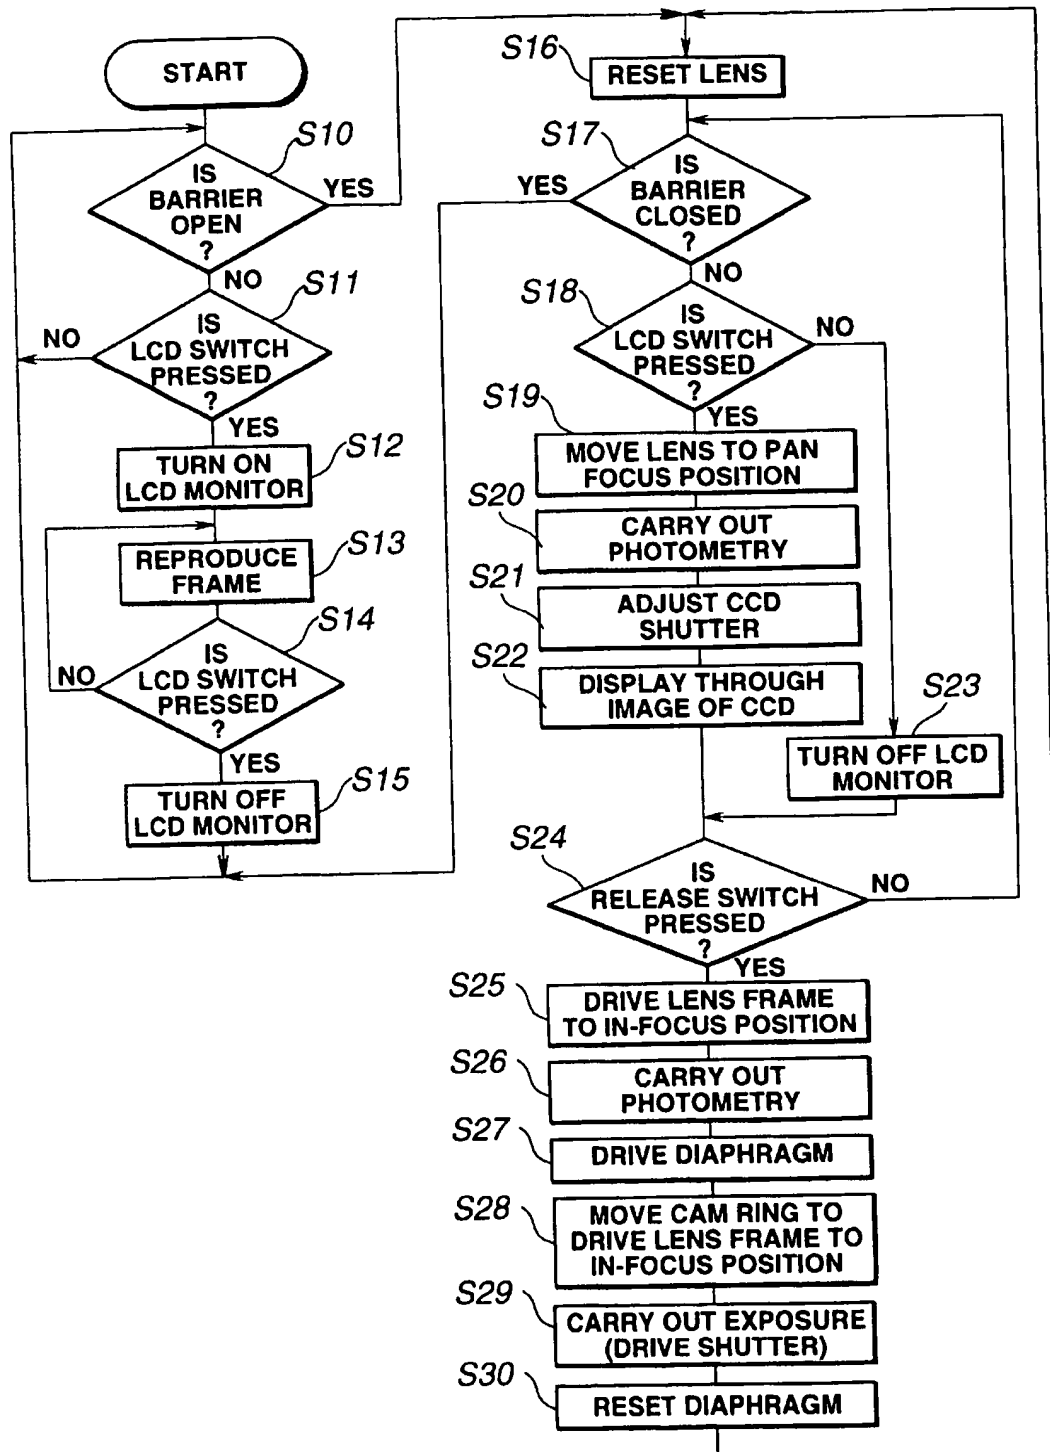 START
S10
IS
BARRIER
OPEN
?
YES
NO
S11
IS
LCD SWITCH
PRESSED
?
NO
YES
S12
TURN ON
LCD MONITOR
S13
REPRODUCE
FRAME
S14
IS
LCD SWITCH
PRESSED
?
NO
YES
S15
TURN OFF
LCD MONITOR
S16
RESET LENS
S17
IS
BARRIER
CLOSED
?
YES
NO
S18
IS
LCD SWITCH
PRESSED
?
NO
YES
S19
MOVE LENS TO PAN
FOCUS POSITION
S20
CARRY OUT
PHOTOMETRY
S21
ADJUST CCD
SHUTTER
S22
DISPLAY THROUGH
IMAGE OF CCD
S23
TURN OFF LCD
MONITOR
S24
IS
RELEASE SWITCH
PRESSED
?
NO
YES
S25
DRIVE LENS FRAME
TO IN-FOCUS POSITION
S26
CARRY OUT
PHOTOMETRY
S27
DRIVE DIAPHRAGM
S28
MOVE CAM RING TO
DRIVE LENS FRAME TO
IN-FOCUS POSITION
S29
CARRY OUT EXPOSURE
(DRIVE SHUTTER)
S30
RESET DIAPHRAGM